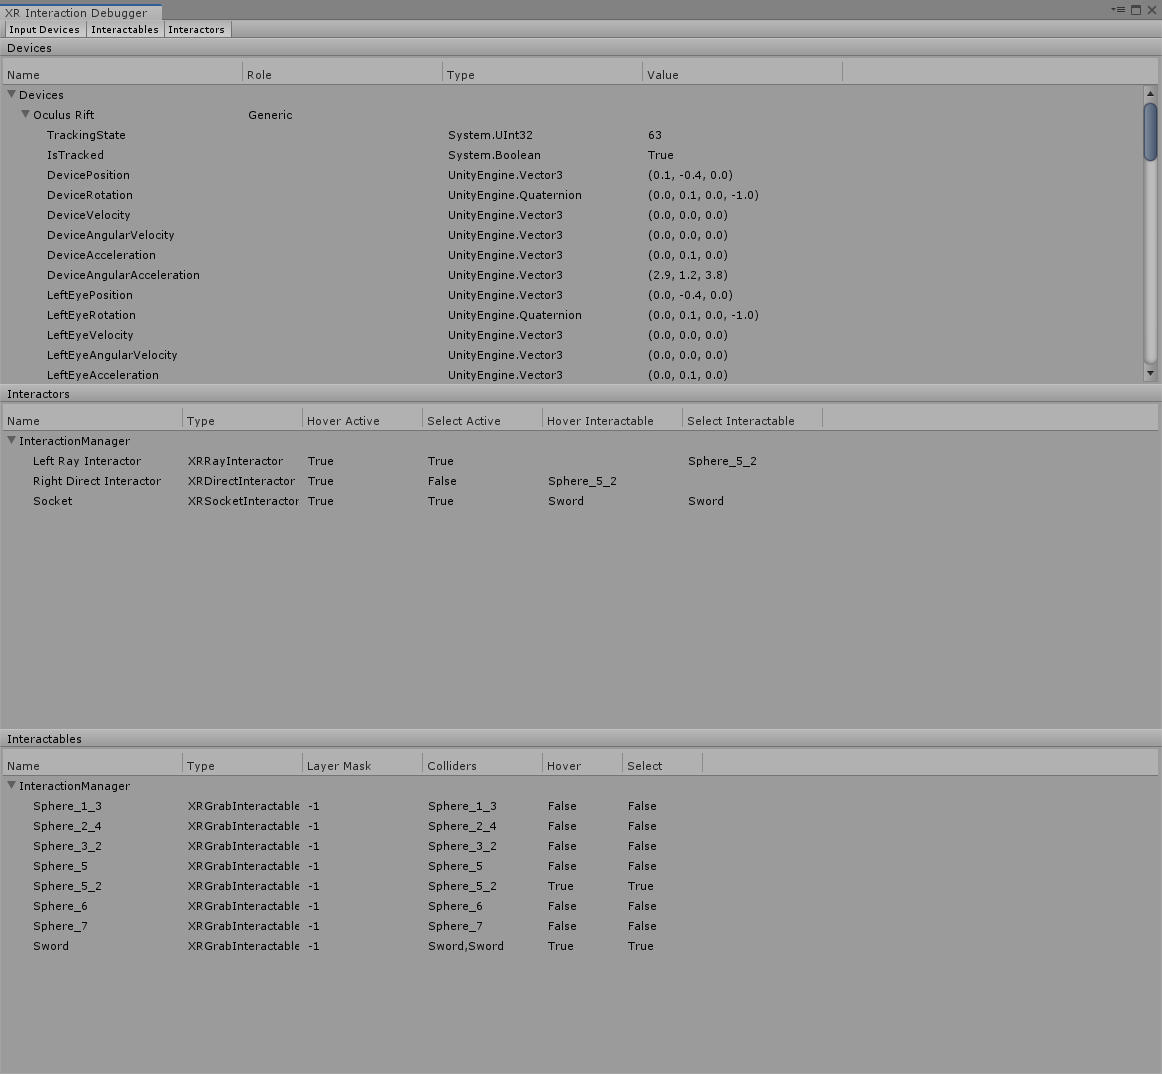 XR Interaction Debugger
Input Devices Interactables Interactors
Devices
Name Role Type Value
Devices
Oculus Rift Generic
TrackingState System.UInt32 63
IsTracked System.Boolean True
DevicePosition UnityEngine.Vector3 (0.1, -0.4, 0.0)
DeviceRotation UnityEngine.Quaternion (0.0, 0.1, 0.0, -1.0)
DeviceVelocity UnityEngine.Vector3 (0.0, 0.0, 0.0)
DeviceAngularVelocity UnityEngine.Vector3 (0.0, 0.0, 0.0)
DeviceAcceleration UnityEngine.Vector3 (0.0, 0.1, 0.0)
DeviceAngularAcceleration UnityEngine.Vector3 (2.9, 1.2, 3.8)
LeftEyePosition UnityEngine.Vector3 (0.0, -0.4, 0.0)
LeftEyeRotation UnityEngine.Quaternion (0.0, 0.1, 0.0, -1.0)
LeftEyeVelocity UnityEngine.Vector3 (0.0, 0.0, 0.0)
LeftEyeAngularVelocity UnityEngine.Vector3 (0.0, 0.0, 0.0)
LeftEyeAcceleration UnityEngine.Vector3 (0.0, 0.1, 0.0)
Interactors
Name Type Hover Active Select Active Hover Interactable Select Interactable
InteractionManager
Left Ray Interactor XRRayInteractor True True Sphere_5_2
Right Direct Interactor XRDirectInteractor True False Sphere_5_2
Socket XRSocketInteractor True True Sword Sword
Interactables
Name Type Layer Mask Colliders Hover Select
InteractionManager
Sphere_1_3 XRGrabInteractable -1 Sphere_1_3 False False
Sphere_2_4 XRGrabInteractable -1 Sphere_2_4 False False
Sphere_3_2 XRGrabInteractable -1 Sphere_3_2 False False
Sphere_5 XRGrabInteractable -1 Sphere_5 False False
Sphere_5_2 XRGrabInteractable -1 Sphere_5_2 True True
Sphere_6 XRGrabInteractable -1 Sphere_6 False False
Sphere_7 XRGrabInteractable -1 Sphere_7 False False
Sword XRGrabInteractable -1 Sword,Sword True True